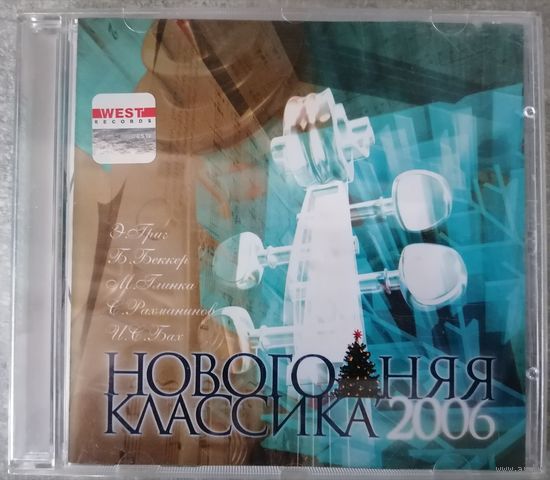 WEST
RECORDS
Э.Григ
Б.Беккер
М.Глинка
С.Рахманинов
И.С.Бах
НОВОГОДНЯЯ
КЛАССИКА 2006